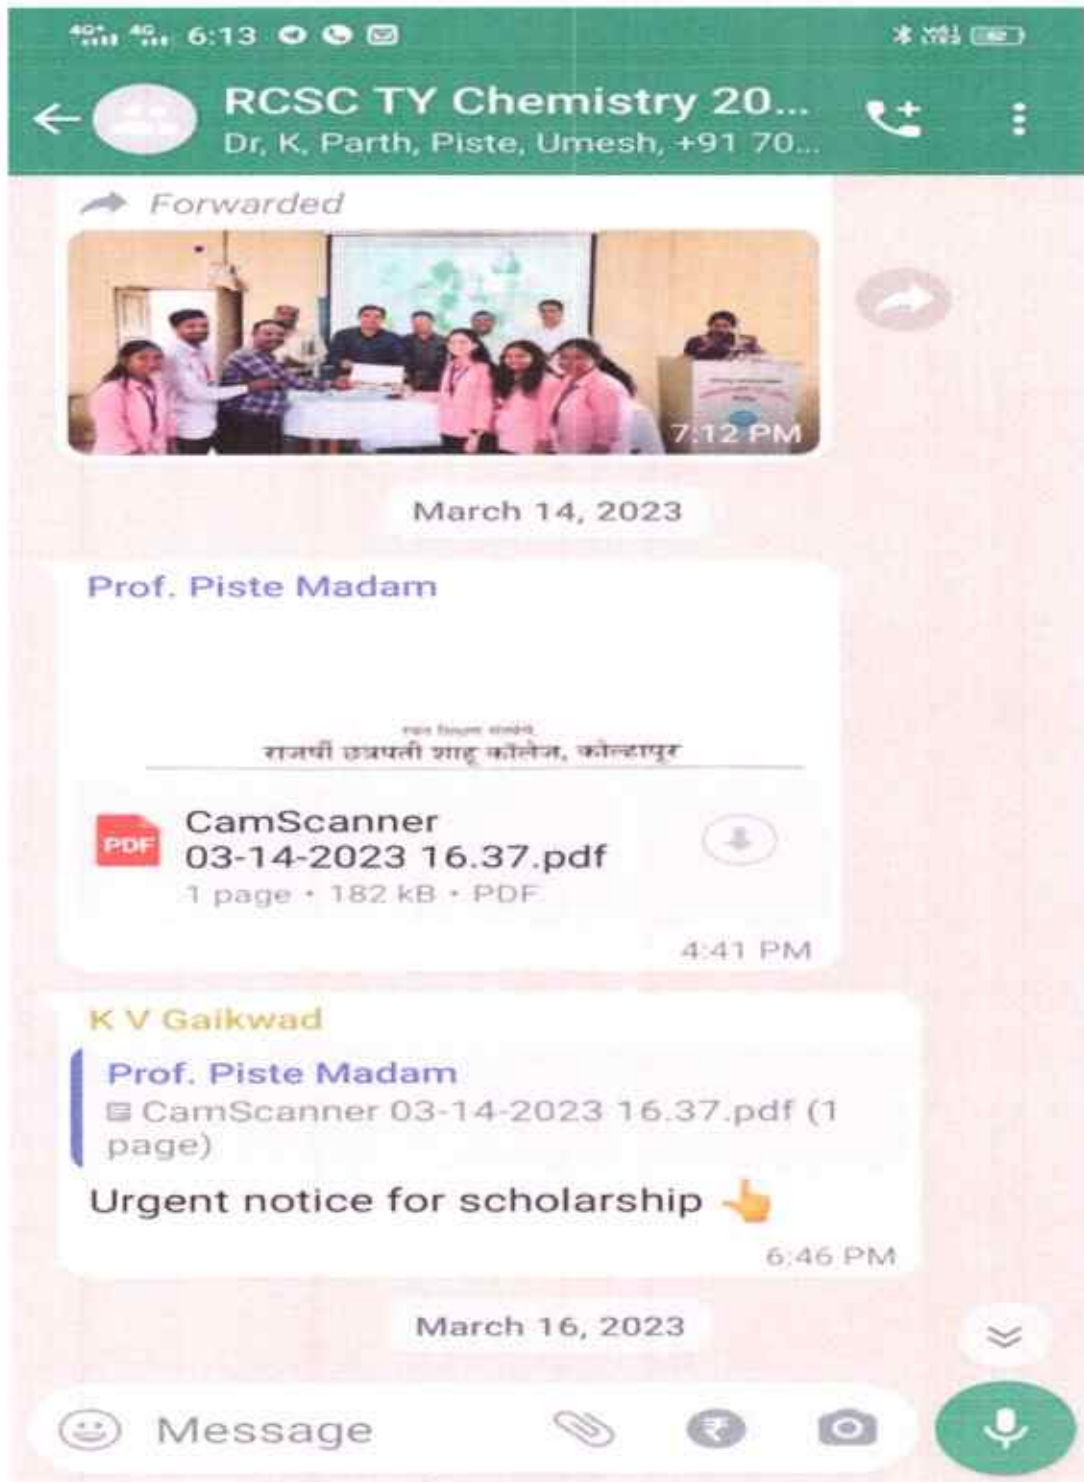 4G+ 4G 6:13
RCSC TY Chemistry 20...
Dr, K, Parth, Piste, Umesh, +91 70...
Forwarded
7:12 PM
March 14, 2023
Prof. Piste Madam
राजर्षी छत्रपती शाहू कॉलेज, कोल्हापूर
PDF
CamScanner
03-14-2023 16.37.pdf
1 page • 182 kB • PDF
4:41 PM
K V Gaikwad
Prof. Piste Madam
CamScanner 03-14-2023 16.37.pdf (1
page)
Urgent notice for scholarship 👆
6:46 PM
March 16, 2023
Message